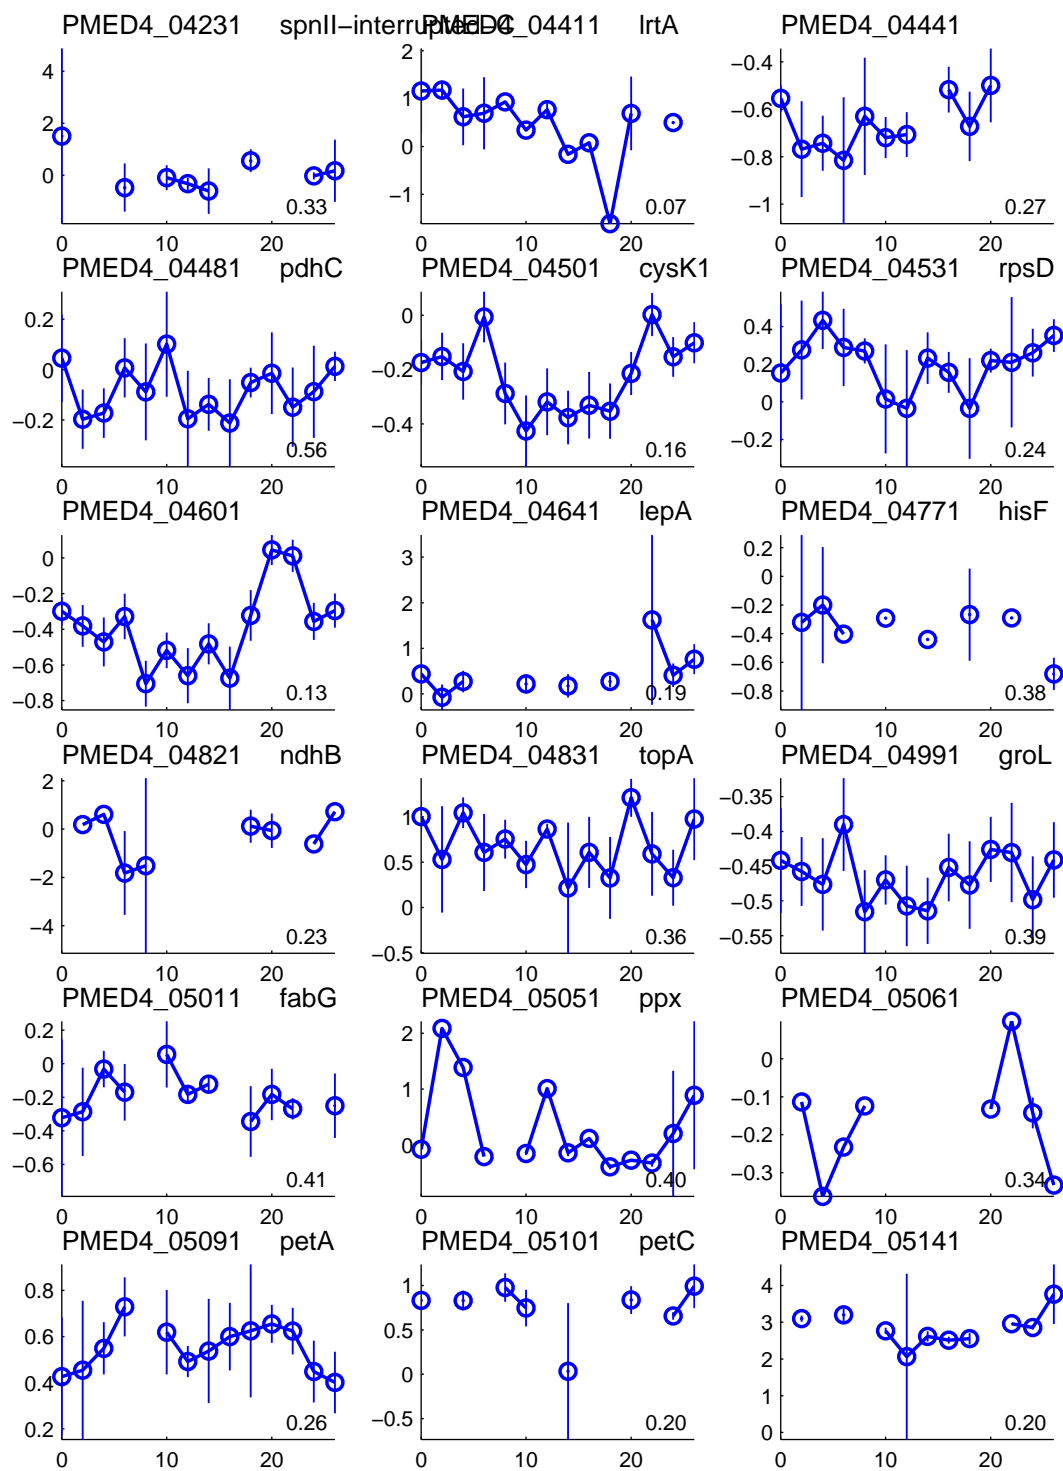 PMED4_04231 spnII−interrupted−C PMED4_04411 lrtA PMED4_04441
4 2 0
0 10 20
0.33
2 1 0 −1
0 20
0.07
−0.4 −0.6 −0.8 −1
0 10 20
0.27
PMED4_04481 pdhC PMED4_04501 cysK1 PMED4_04531 rpsD
0.2 0 −0.2
0 10 20
0.56
0 −0.2 −0.4
0 20
0.16
0.4 0.2 0 −0.2
0 10 20
0.24
PMED4_04601 PMED4_04641 lepA PMED4_04771 hisF
0 −0.2 −0.4 −0.6 −0.8
0 10 20
0.13
3 2 1 0
0 20
0.19
0.2 0 −0.2 −0.4 −0.6 −0.8
0 10 20
0.38
PMED4_04821 ndhB PMED4_04831 topA PMED4_04991 groL
2 0 −2 −4
0 10 20
0.23
1 0.5 0 −0.5
0 20
0.36
−0.35 −0.4 −0.45 −0.5 −0.55
0 10 20
0.39
PMED4_05011 fabG PMED4_05051 ppx PMED4_05061
0.2 0 −0.2 −0.4 −0.6
0 10 20
0.41
2 1 0
0 20
0.40
0 −0.1 −0.2 −0.3
0 10 20
0.34
PMED4_05091 petA PMED4_05101 petC PMED4_05141
0.8 0.6 0.4 0.2
0 10 20
0.26
1 0.5 0 −0.5
0 20
0.20
4 3 2 1 0
0 10 20
0.20